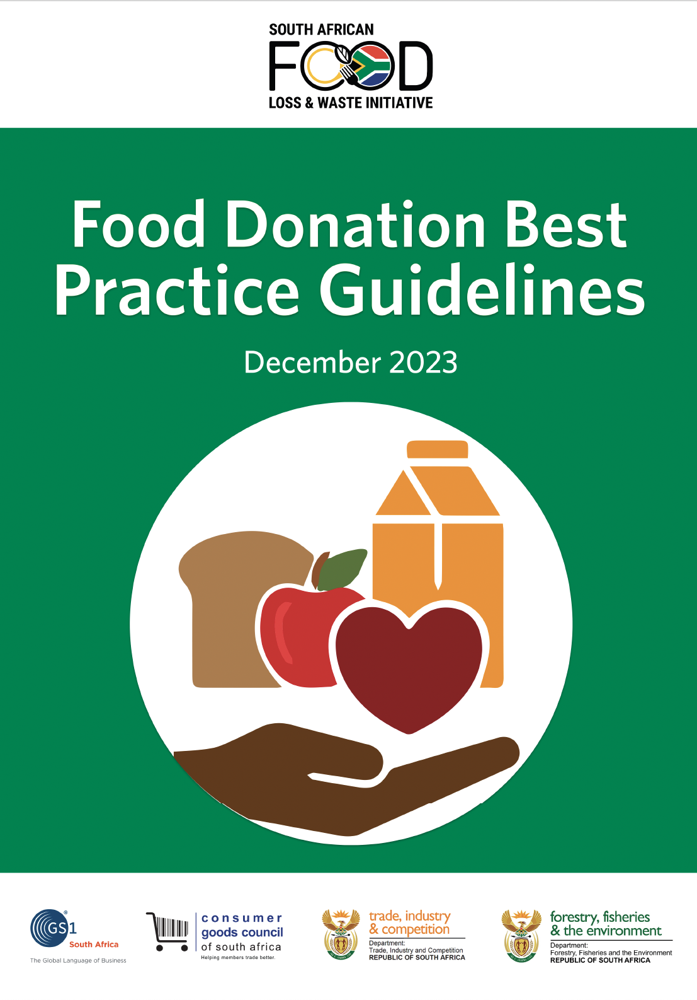 SOUTH AFRICAN
FOOD
LOSS & WASTE INITIATIVE
Food Donation Best
Practice Guidelines
December 2023
GS1
®
South Africa
The Global Language of Business
consumer
goods council
of south africa
Helping members trade better.
trade, industry
& competition
Department:
Trade, Industry and Competition
REPUBLIC OF SOUTH AFRICA
forestry, fisheries
& the environment
Department:
Forestry, Fisheries and the Environment
REPUBLIC OF SOUTH AFRICA